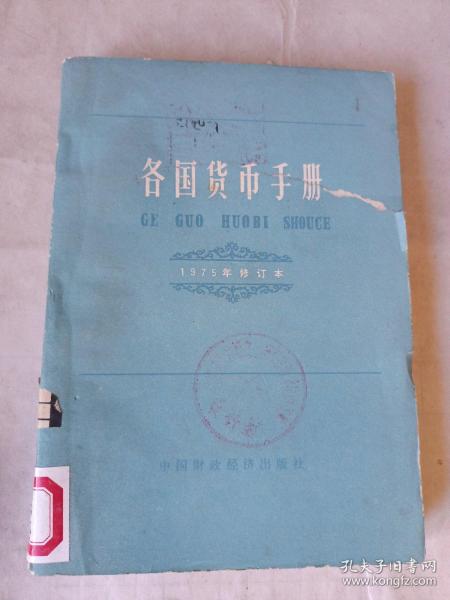 各国货币手册
GE GUO HUOBI SHOUCE
1975年修订本
中国财政经济出版社
孔夫子旧书网
www.kongfz.com